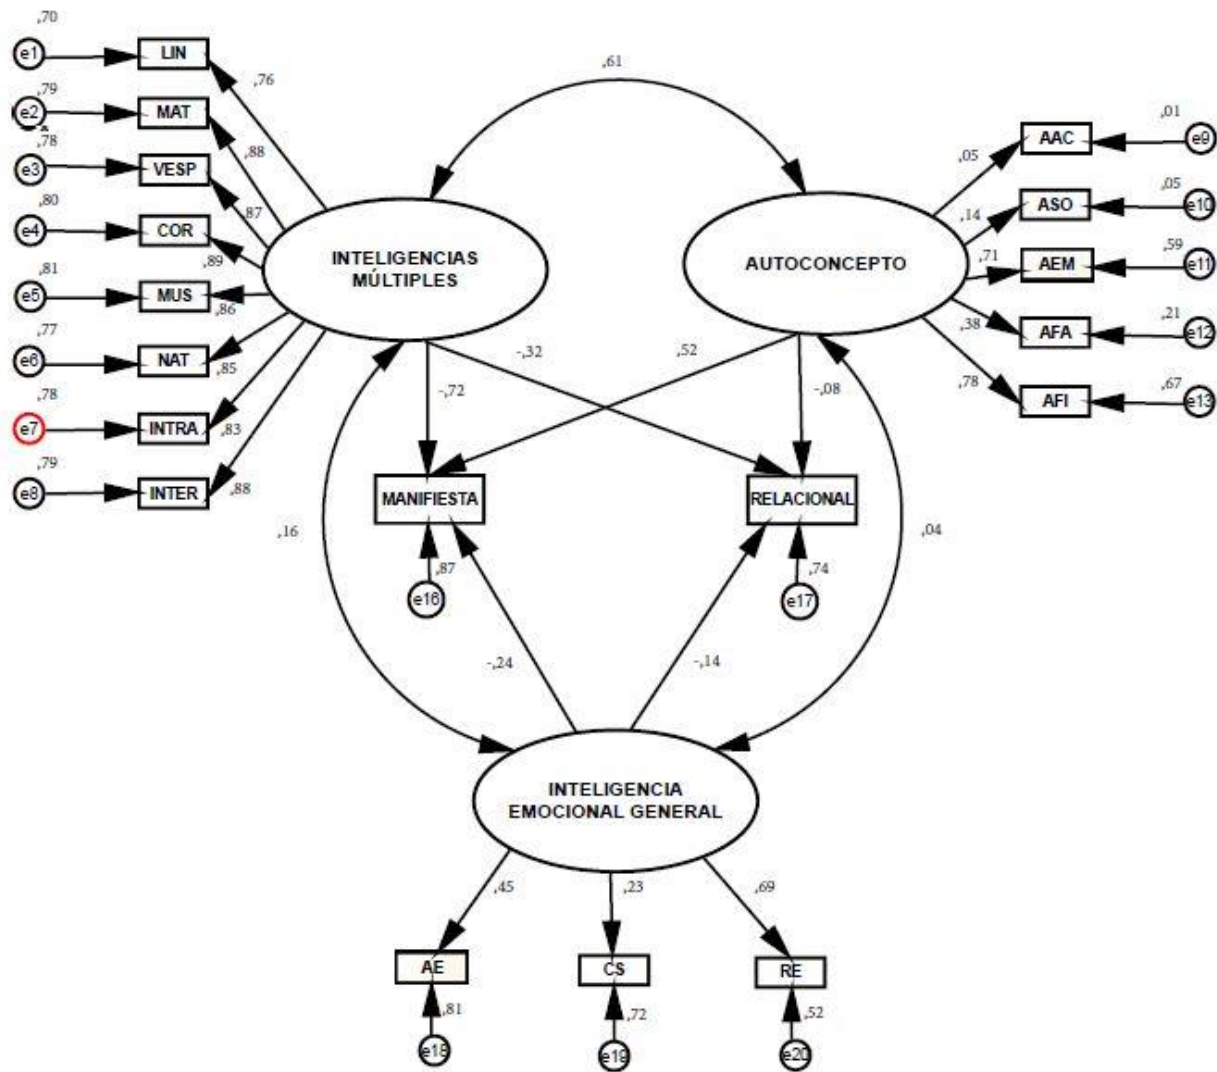 ,70
e1
LIN
,76
,79
e2
MAT
,88
,78
e3
VESP
,87
,80
e4
COR
,89
,81
e5
MUS
,86
,77
e6
NAT
,85
,78
e7
INTRA
,83
,79
e8
INTER
,88
,61
INTELIGENCIAS
MÚLTIPLES
AUTOCONCEPTO
,05
AAC
,01
e9
,14
ASO
,05
e10
,71
AEM
,59
e11
,38
AFA
,21
e12
,78
AFI
,67
e13
-,72
-,32
,52
-,08
MANIFIESTA
RELACIONAL
,16
,04
,87
e16
,74
e17
-,24
-,14
INTELIGENCIA
EMOCIONAL GENERAL
,45
,23
,69
AE
CS
RE
,81
,72
,52
e18
e19
e20